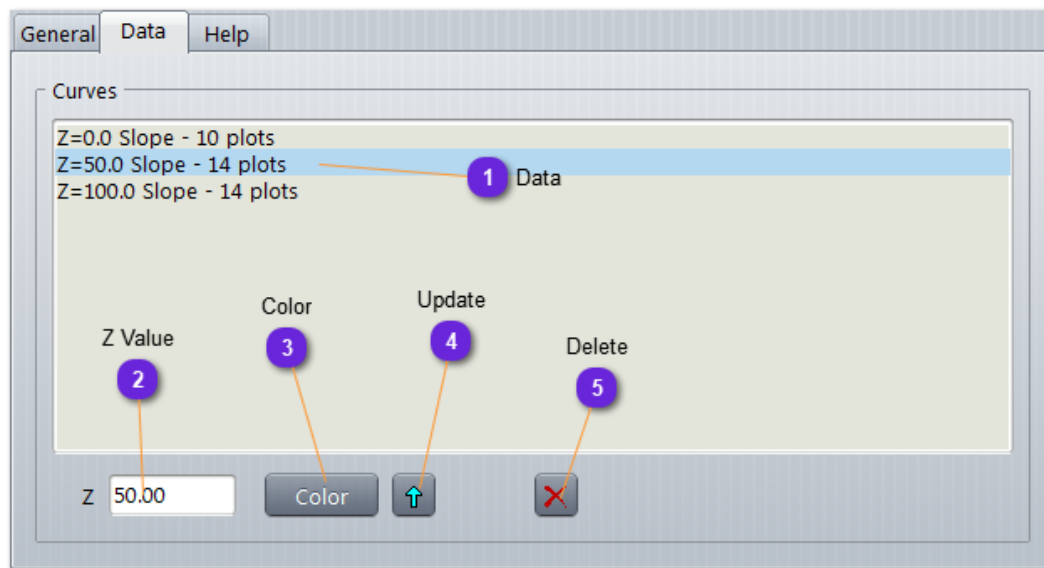 General Data Help
Curves
Z=0.0 Slope - 10 plots
Z=50.0 Slope - 14 plots
1 Data
Z=100.0 Slope - 14 plots
Color
Update
Z Value
3
4
Delete
2
5
Z 50.00 Color